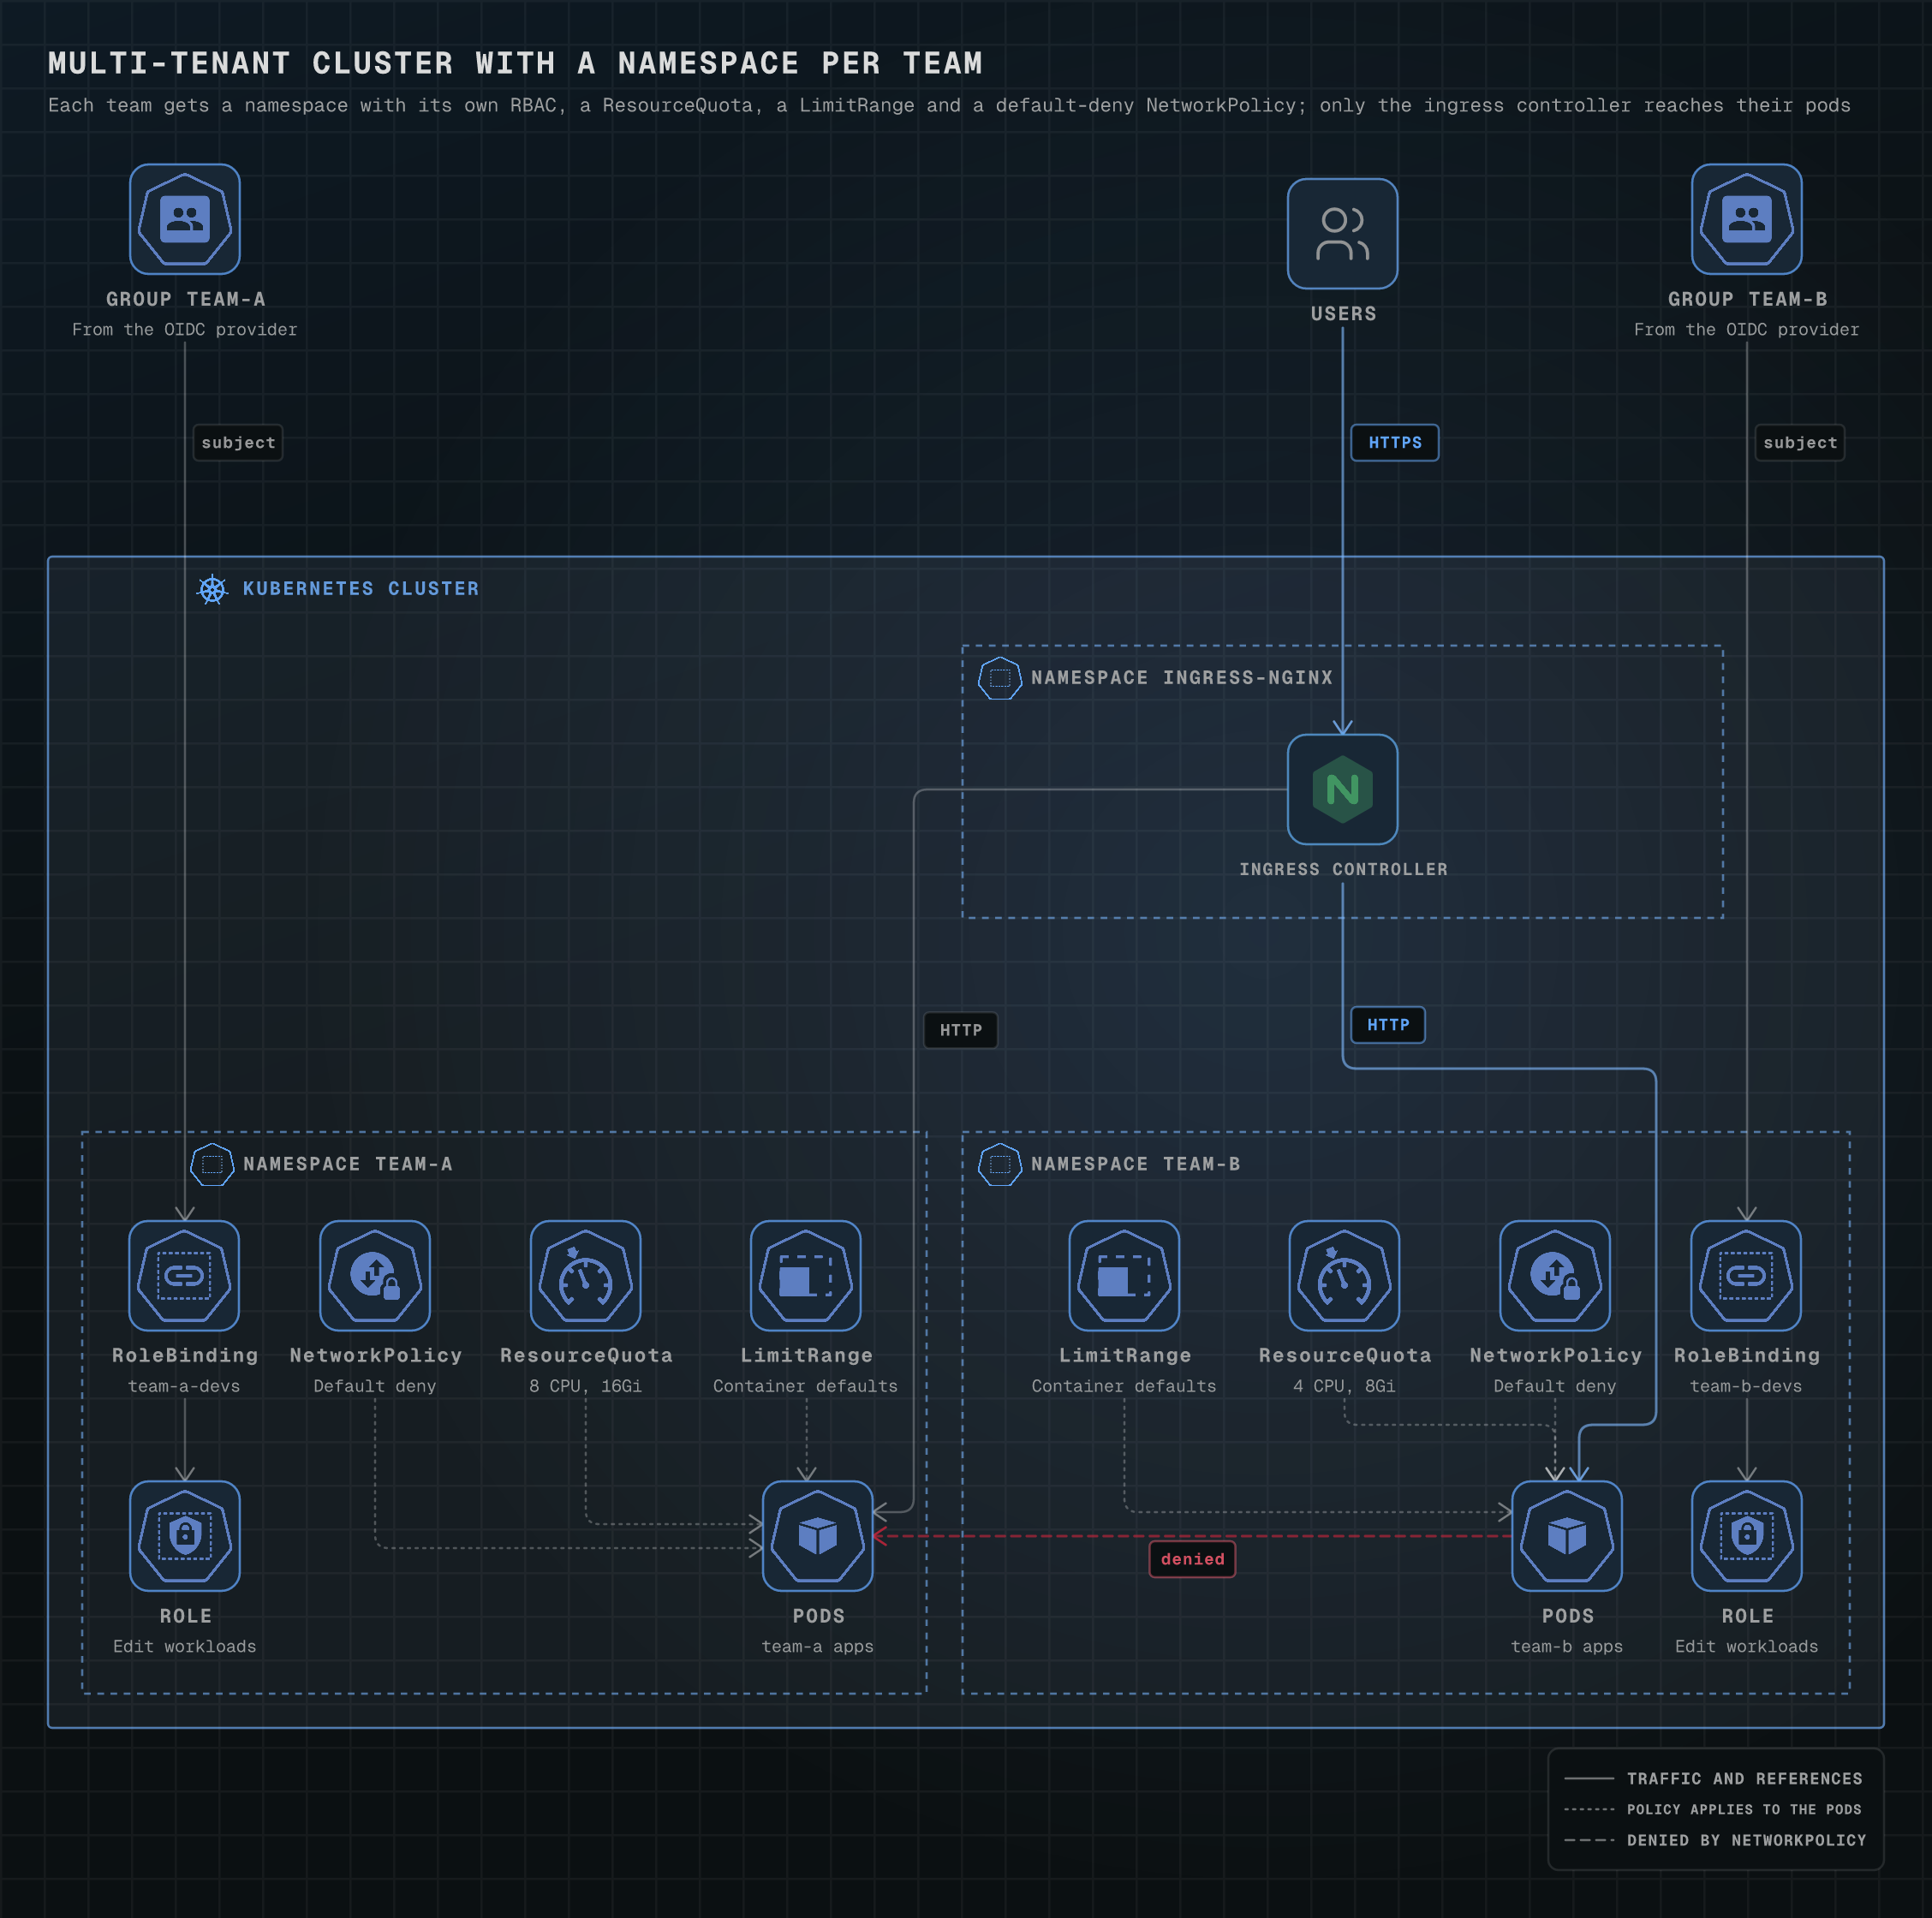 MULTI-TENANT CLUSTER WITH A NAMESPACE PER TEAM
Each team gets a namespace with its own RBAC, a ResourceQuota, a LimitRange and a default-deny NetworkPolicy; only the ingress controller reaches their pods
GROUP TEAM-A
From the OIDC provider
USERS
GROUP TEAM-B
From the OIDC provider
subject
HTTPS
subject
KUBERNETES CLUSTER
NAMESPACE INGRESS-NGINX
N
INGRESS CONTROLLER
HTTP
HTTP
NAMESPACE TEAM-A
NAMESPACE TEAM-B
RoleBinding
team-a-devs
NetworkPolicy
Default deny
ResourceQuota
8 CPU, 16Gi
LimitRange
Container defaults
LimitRange
Container defaults
ResourceQuota
4 CPU, 8Gi
NetworkPolicy
Default deny
RoleBinding
team-b-devs
denied
ROLE
Edit workloads
PODS
team-a apps
PODS
team-b apps
ROLE
Edit workloads
TRAFFIC AND REFERENCES
POLICY APPLIES TO THE PODS
DENIED BY NETWORKPOLICY